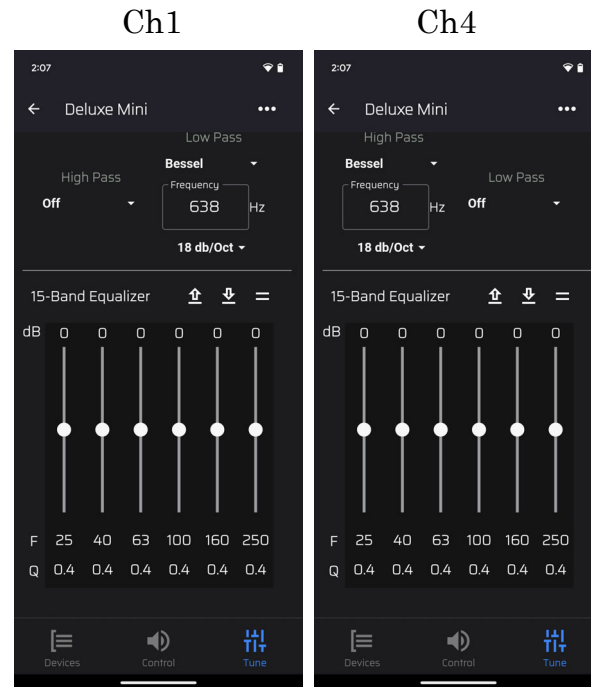 Ch1
2:07
Deluxe Mini
Low Pass
Bessel
High Pass
Frequency
Off
638 Hz
18 db/Oct
15-Band Equalizer
dB 0 0 0 0 0 0
F 25 40 63 100 160 250
Q 0.4 0.4 0.4 0.4 0.4 0.4
Devices Control Tune
Ch4
2:07
Deluxe Mini
High Pass
Bessel
Low Pass
Frequency
638 Hz
Off
18 db/Oct
15-Band Equalizer
dB 0 0 0 0 0 0
F 25 40 63 100 160 250
Q 0.4 0.4 0.4 0.4 0.4 0.4
Devices Control Tune